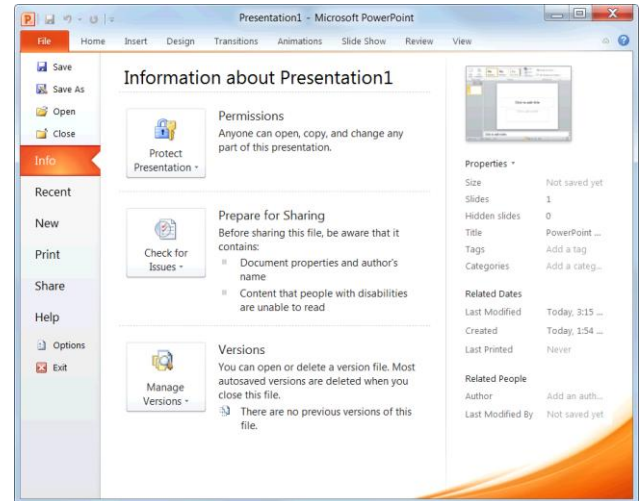 Presentation1 - Microsoft PowerPoint
File Home Insert Design Transitions Animations Slide Show Review View
Save
Save As
Open
Close
Info
Recent
New
Print
Share
Help
Options
Exit
Information about Presentation1
Protect
Presentation
Permissions
Anyone can open, copy, and change any
part of this presentation.
Check for
Issues
Prepare for Sharing
Before sharing this file, be aware that it
contains:
Document properties and author's
name
Content that people with disabilities
are unable to read
Manage
Versions
Versions
You can open or delete a version file. Most
autosaved versions are deleted when you
close this file.
There are no previous versions of this
file.
Properties
Size Not saved yet
Slides 1
Hidden slides 0
Title PowerPoint ...
Tags Add a tag
Categories Add a categ...
Related Dates
Last Modified Today, 3:15 ...
Created Today, 1:54 ...
Last Printed Never
Related People
Author Add an auth...
Last Modified By Not saved yet